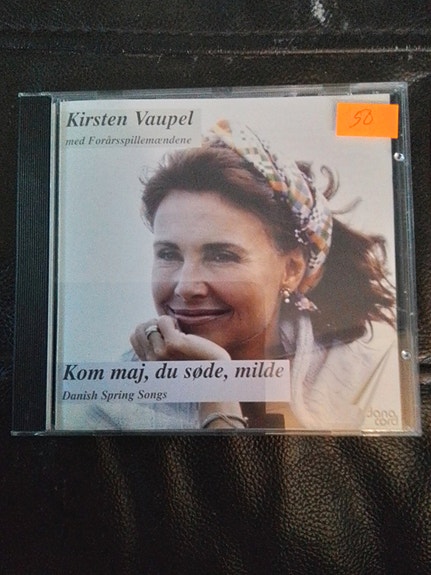 Kirsten Vaupel
med Forårsspillemændene
50
Kom maj, du søde, milde
Danish Spring Songs
dana
cord